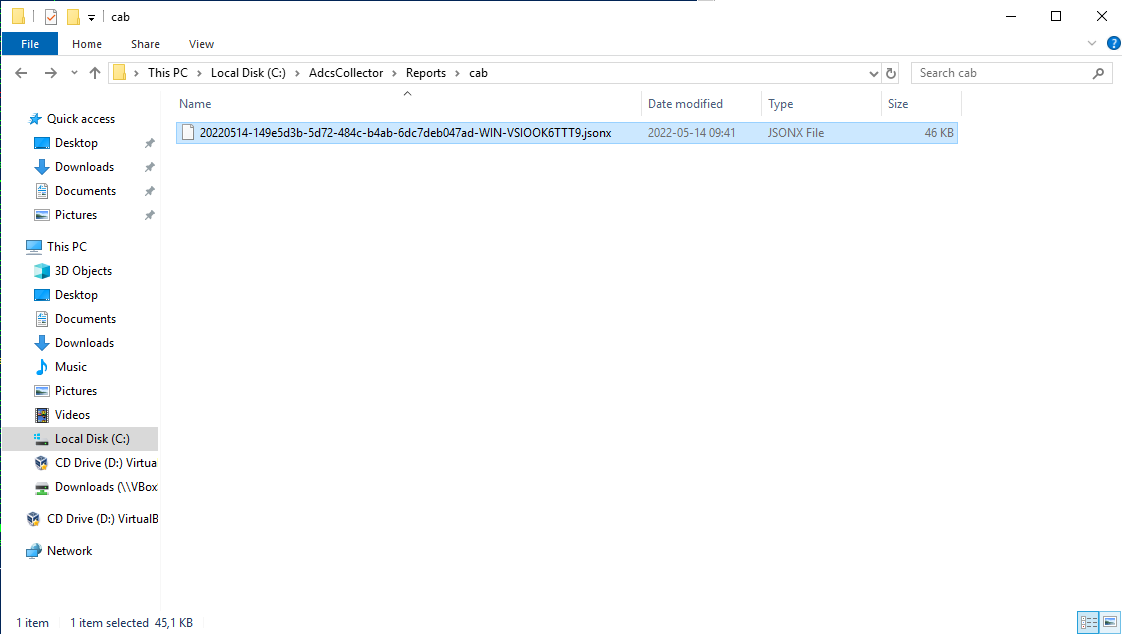 cab
File Home Share View
This PC Local Disk (C:) AdcsCollector Reports cab Search cab
Name Date modified Type Size
20220514-149e5d3b-5d72-484c-b4ab-6dc7deb047ad-WIN-VSIOOK6TTT9.jsonx 2022-05-14 09:41 JSONX File 46 KB
Quick access
Desktop
Downloads
Documents
Pictures
This PC
3D Objects
Desktop
Documents
Downloads
Music
Pictures
Videos
Local Disk (C:)
CD Drive (D:) Virtua
Downloads (\\VBox
CD Drive (D:) VirtualB
Network
1 item 1 item selected 45,1 KB